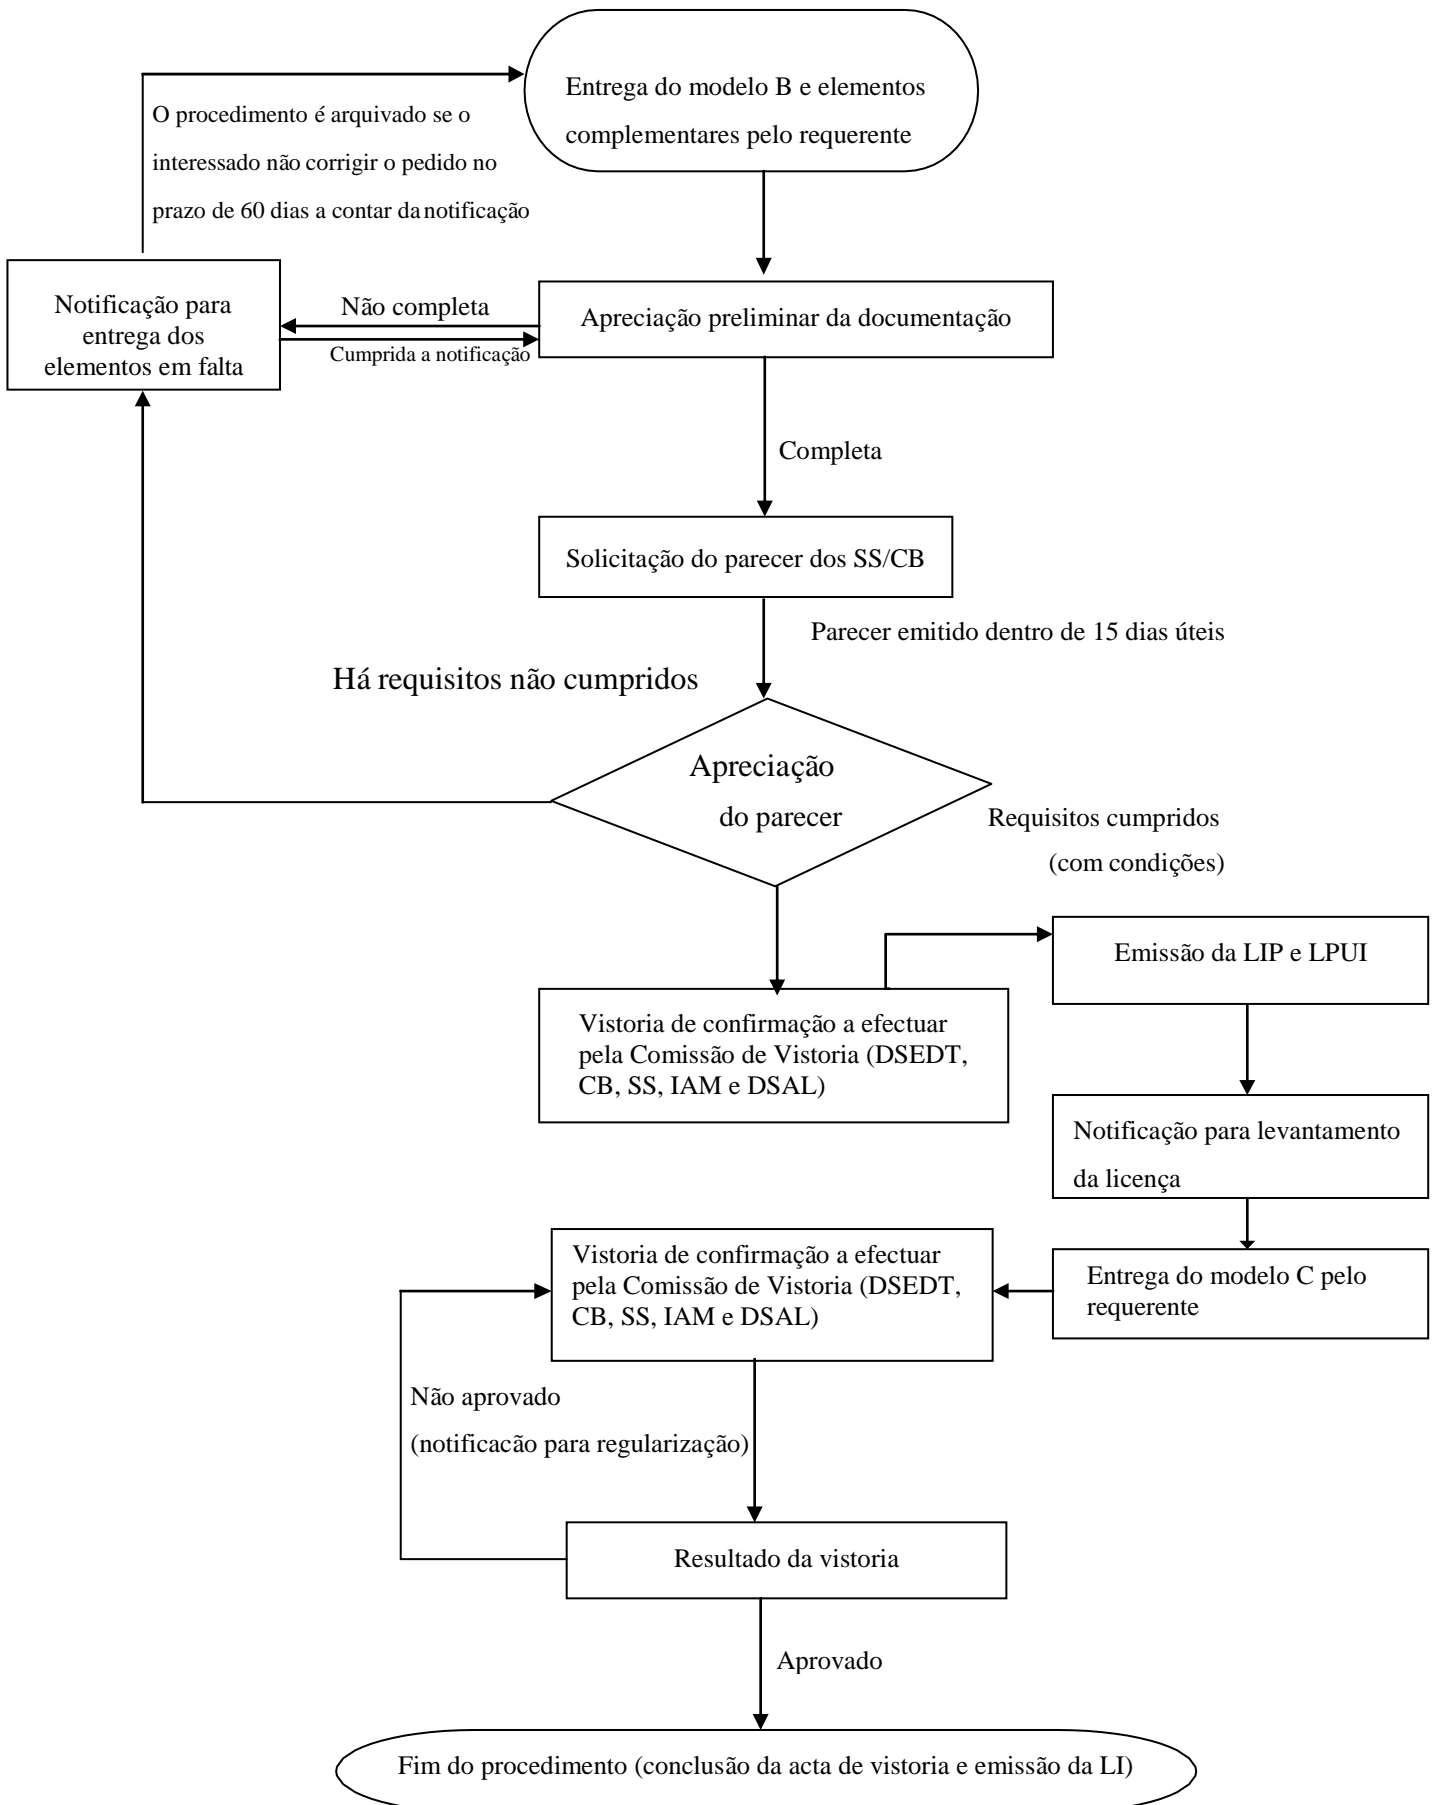 Entrega do modelo B e elementos
complementares pelo requerente
O procedimento é arquivado se o
interessado não corrigir o pedido no
prazo de 60 dias a contar da notificação
Notificação para
entrega dos
elementos em falta
Não completa
Cumprida a notificação
Apreciação preliminar da documentação
Completa
Solicitação do parecer dos SS/CB
Parecer emitido dentro de 15 dias úteis
Há requisitos não cumpridos
Apreciação
do parecer
Requisitos cumpridos
(com condições)
Emissão da LIP e LPUI
Vistoria de confirmação a efectuar
pela Comissão de Vistoria (DSEDT,
CB, SS, IAM e DSAL)
Notificação para levantamento
da licença
Entrega do modelo C pelo
requerente
Vistoria de confirmação a efectuar
pela Comissão de Vistoria (DSEDT,
CB, SS, IAM e DSAL)
Não aprovado
(notificacão para regularização)
Resultado da vistoria
Aprovado
Fim do procedimento (conclusão da acta de vistoria e emissão da LI)